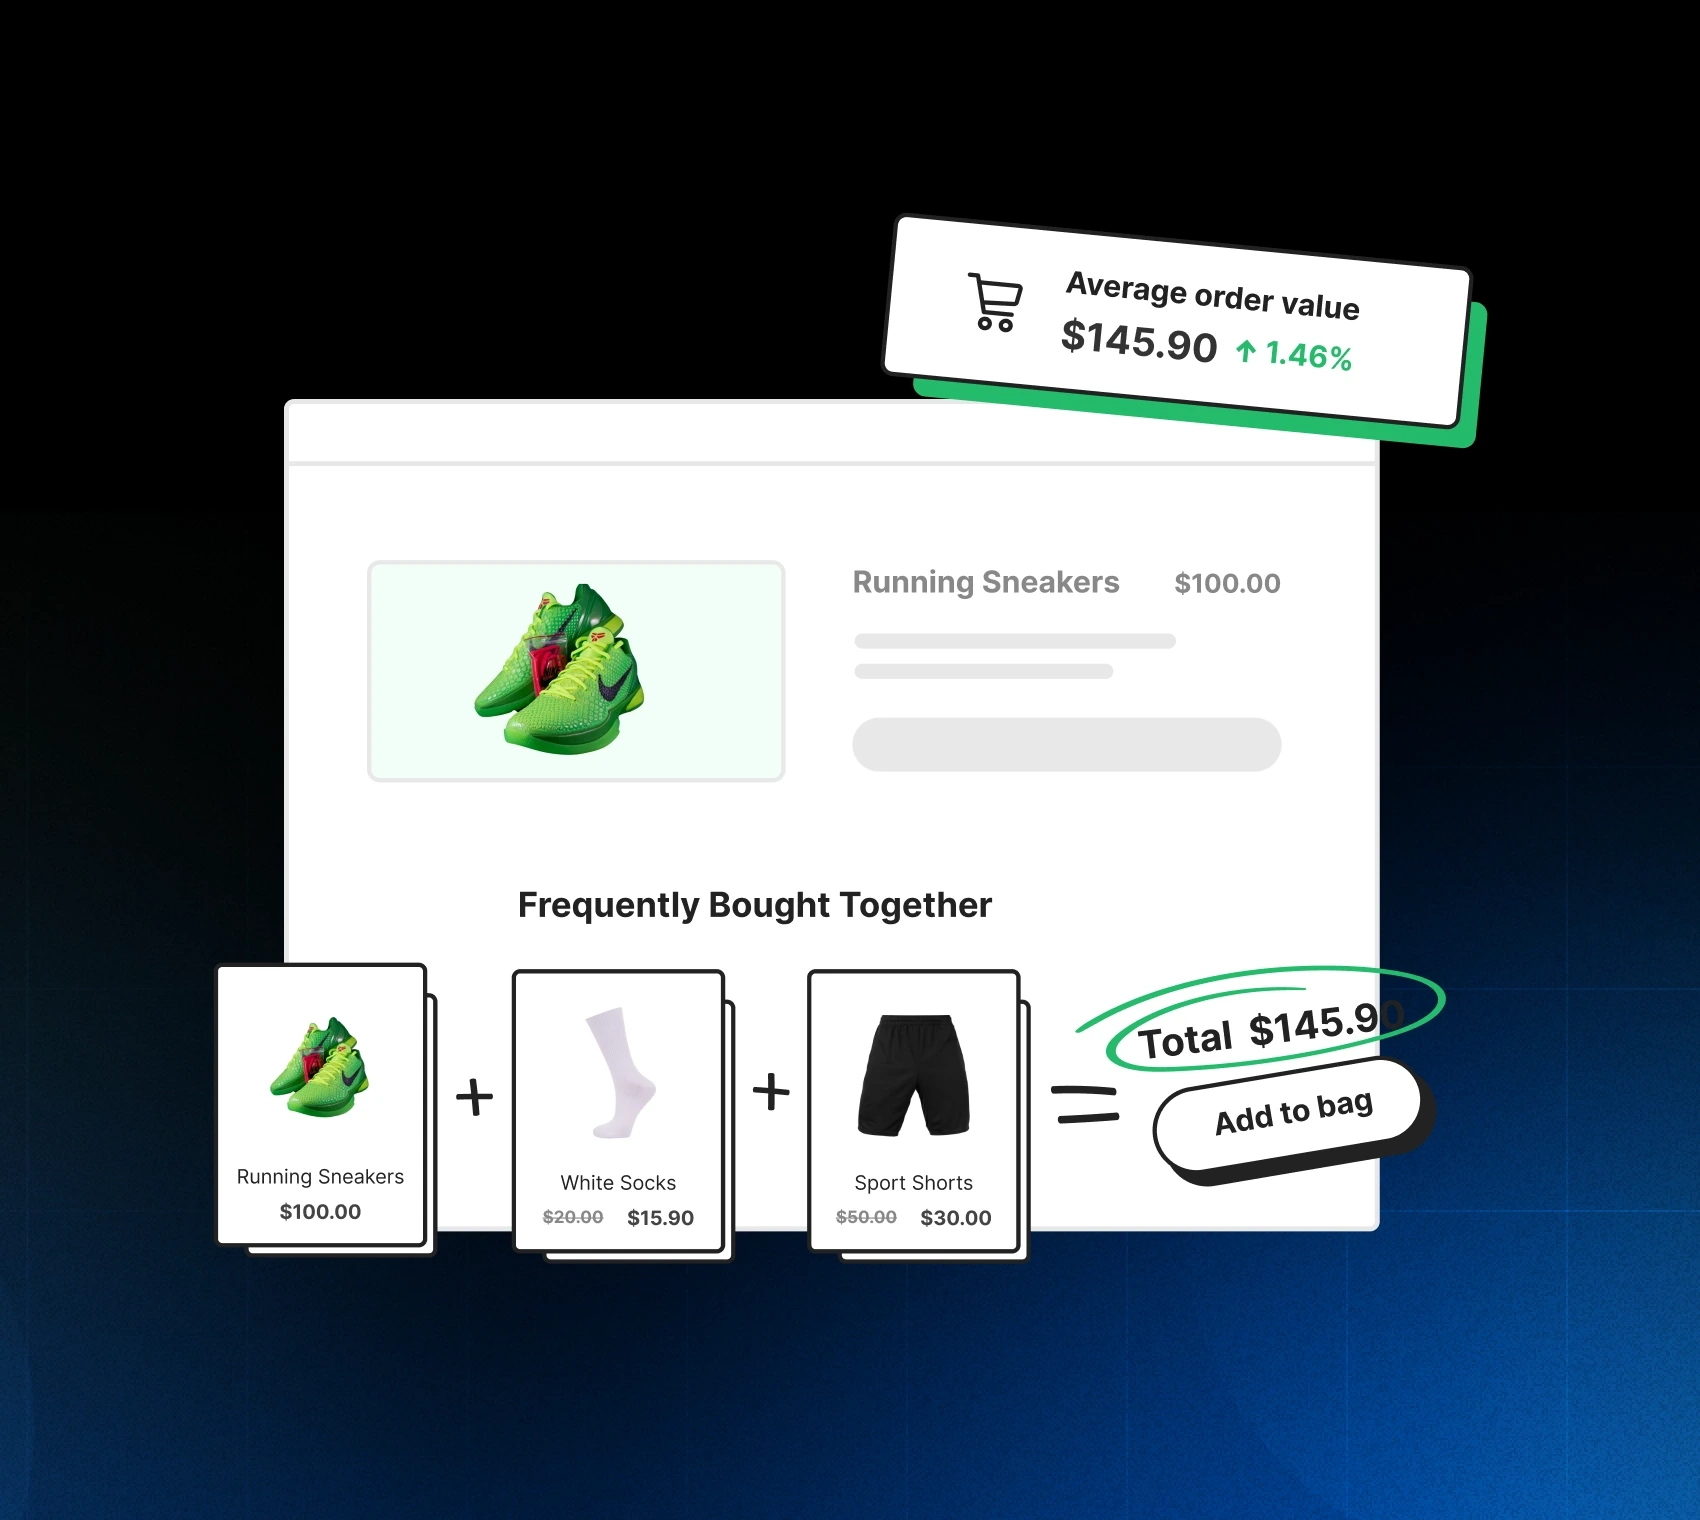 Average order value
$145.90 ↑ 1.46%
Running Sneakers $100.00
Frequently Bought Together
Running Sneakers
$100.00
+
White Socks
$20.00 $15.90
+
Sport Shorts
$50.00 $30.00
=
Total $145.90
Add to bag